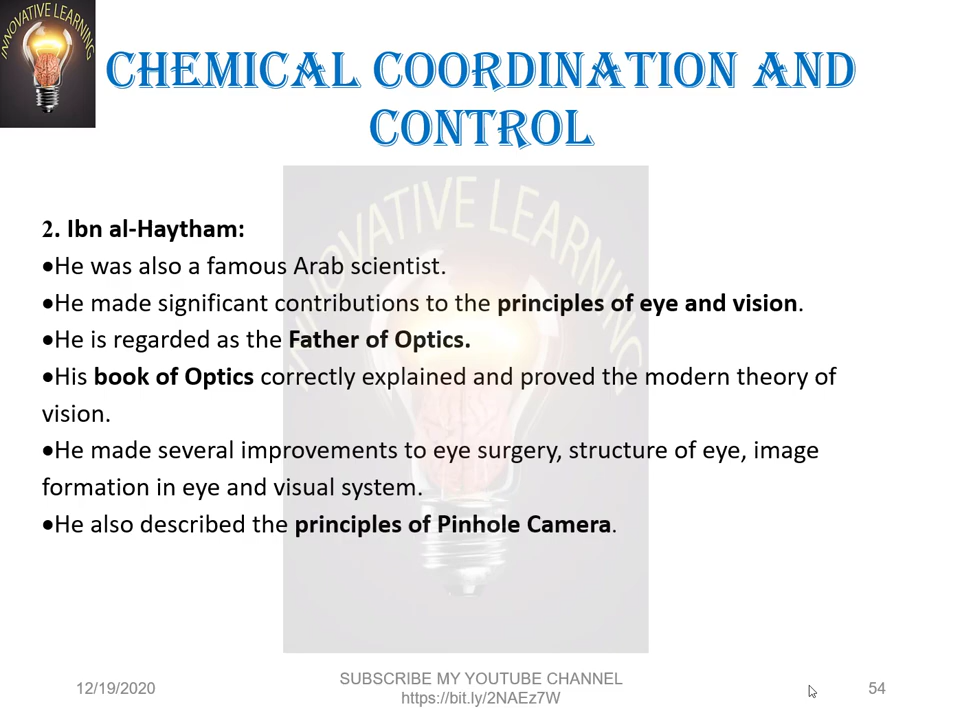 INNOVATIVE LEARNING
CHEMICAL COORDINATION AND
CONTROL
INNOVATIVE LEARNING
2. Ibn al-Haytham:
•He was also a famous Arab scientist.
•He made significant contributions to the principles of eye and vision.
•He is regarded as the Father of Optics.
•His book of Optics correctly explained and proved the modern theory of
vision.
•He made several improvements to eye surgery, structure of eye, image
formation in eye and visual system.
•He also described the principles of Pinhole Camera.
12/19/2020
SUBSCRIBE MY YOUTUBE CHANNEL
https://bit.ly/2NAEz7W
54